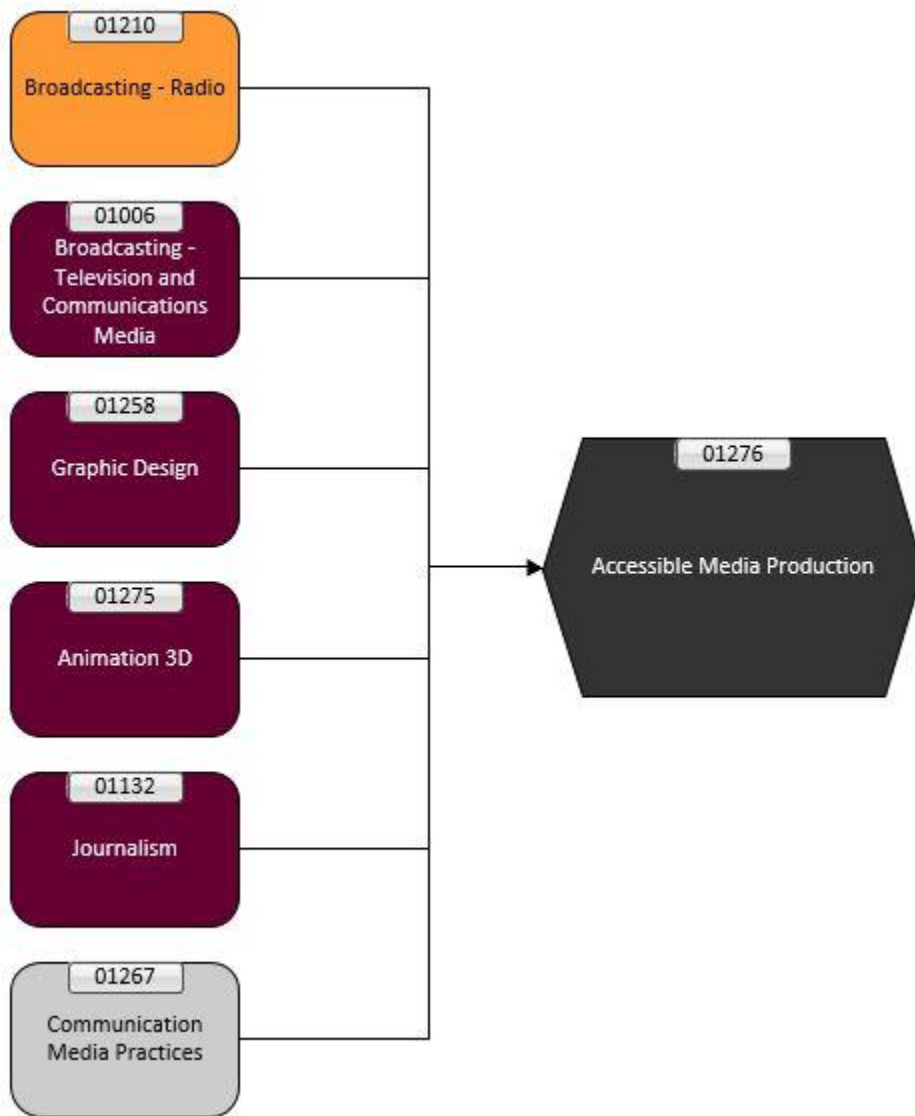 01210
Broadcasting - Radio
01006
Broadcasting -
Television and
Communications
Media
01258
Graphic Design
01275
Animation 3D
01132
Journalism
01267
Communication
Media Practices
01276
Accessible Media Production